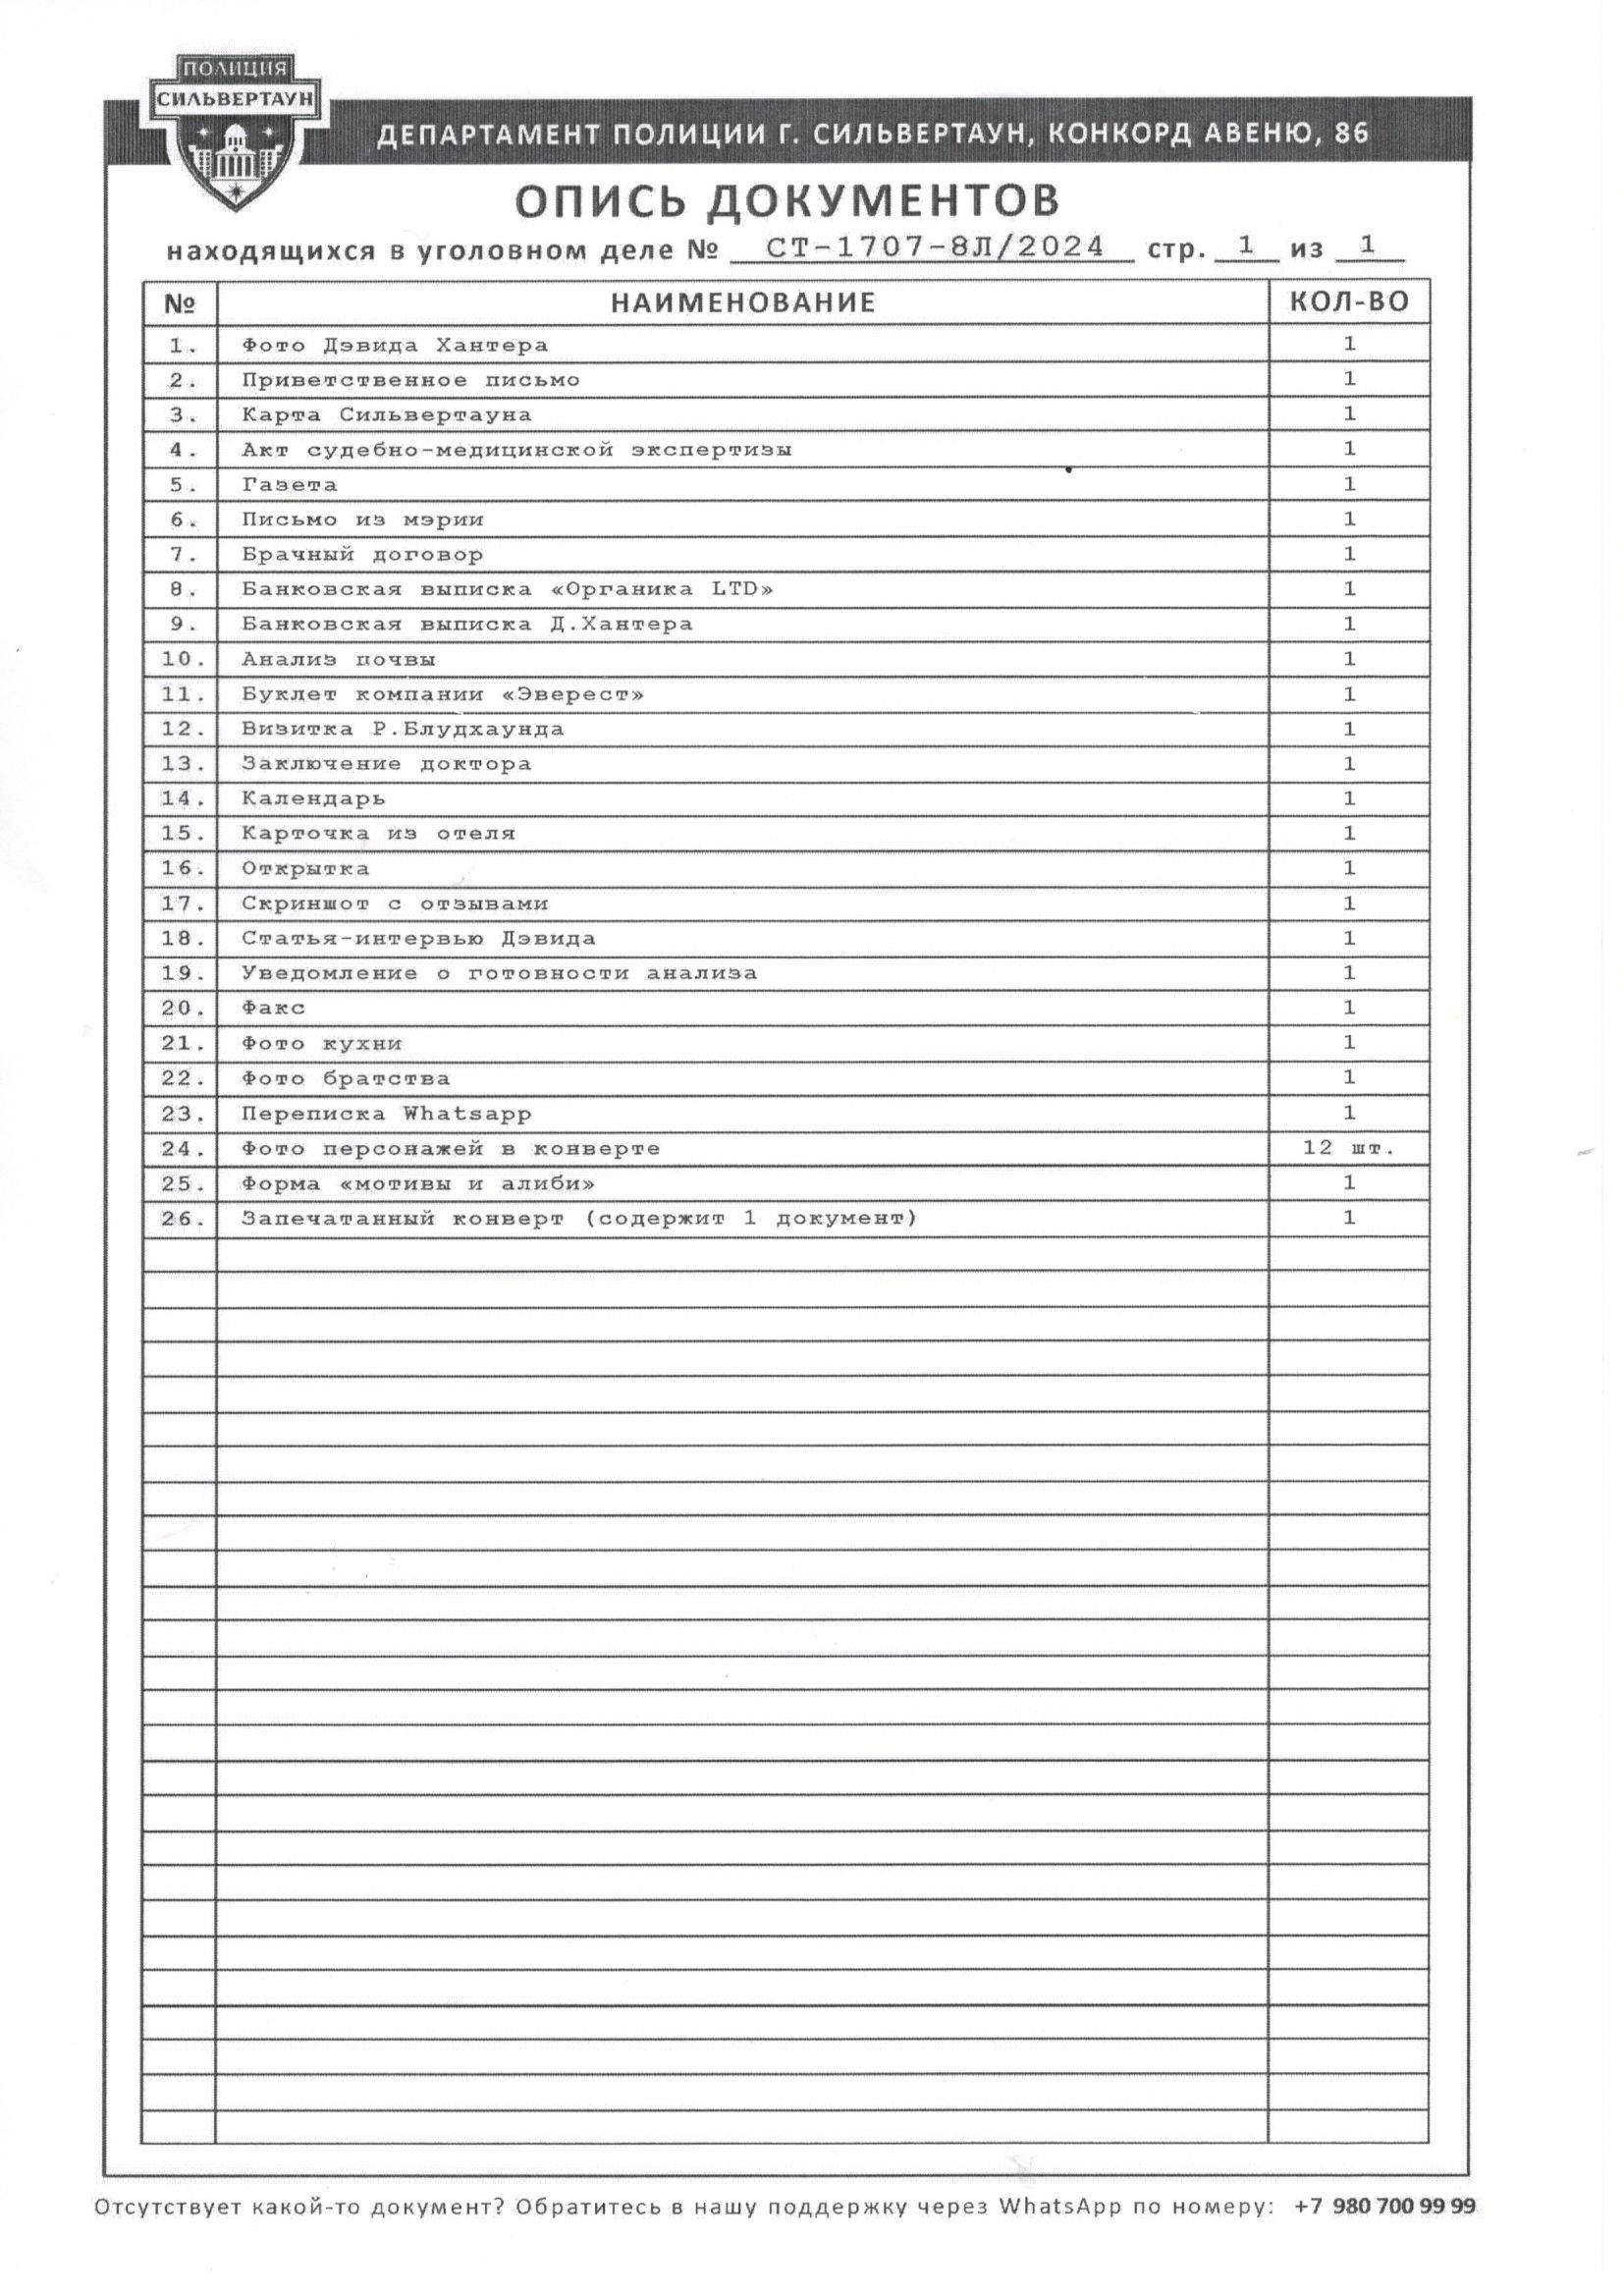 ПОЛИЦИЯ
СИЛЬВЕРТАУН
ДЕПАРТАМЕНТ ПОЛИЦИИ Г. СИЛЬВЕРТАУН, КОНКОРД АВЕНЮ, 86
ОПИСЬ ДОКУМЕНТОВ
находящихся в уголовном деле № СТ-1707-8Л/2024 стр. 1 из 1
№ НАИМЕНОВАНИЕ КОЛ-ВО
1. Фото Дэвида Хантера 1
2. Приветственное письмо 1
3. Карта Сильвертауна 1
4. Акт судебно-медицинской экспертизы 1
5. Газета 1
6. Письмо из мэрии 1
7. Брачный договор 1
8. Банковская выписка «Органика LTD» 1
9. Банковская выписка Д.Хантера 1
10. Анализ почвы 1
11. Буклет компании «Эверест» 1
12. Визитка Р.Блудхаунда 1
13. Заключение доктора 1
14. Календарь 1
15. Карточка из отеля 1
16. Открытка 1
17. Скриншот с отзывами 1
18. Статья-интервью Дэвида 1
19. Уведомление о готовности анализа 1
20. Факс 1
21. Фото кухни 1
22. Фото братства 1
23. Переписка Whatsapp 1
24. Фото персонажей в конверте 12 шт.
25. Форма «мотивы и алиби» 1
26. Запечатанный конверт (содержит 1 документ) 1
Отсутствует какой-то документ? Обратитесь в нашу поддержку через WhatsApp по номеру: +7 980 700 99 99